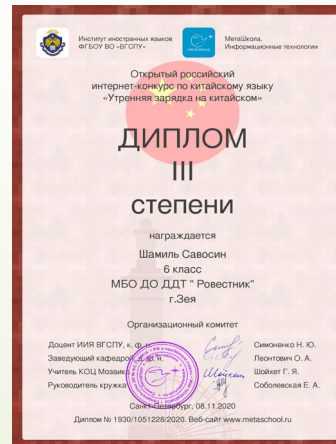 Институт иностранных языков
ФГБОУ ВО «ВГСПУ»
МетаШкола.
Информационные технологии
Открытый российский
интернет-конкурс по китайскому языку
«Утренняя зарядка на китайском»
ДИПЛОМ
III
степени
награждается
Шамиль Савосин
6 класс
МБО ДО ДДТ " Ровестник"
г.Зея
Организационный комитет
Доцент ИИЯ ВГСПУ, к. ф. н. Симоненко Н. Ю.
Заведующий кафедрой, д. ф. н. Леонтович О. А.
Учитель КОЦ Мозаик Шойхет Г. Я.
Руководитель кружка Соболевская Е. А.
Санкт-Петербург, 08.11.2020
Диплом № 1930/1051228/2020. Веб-сайт www.metaschool.ru